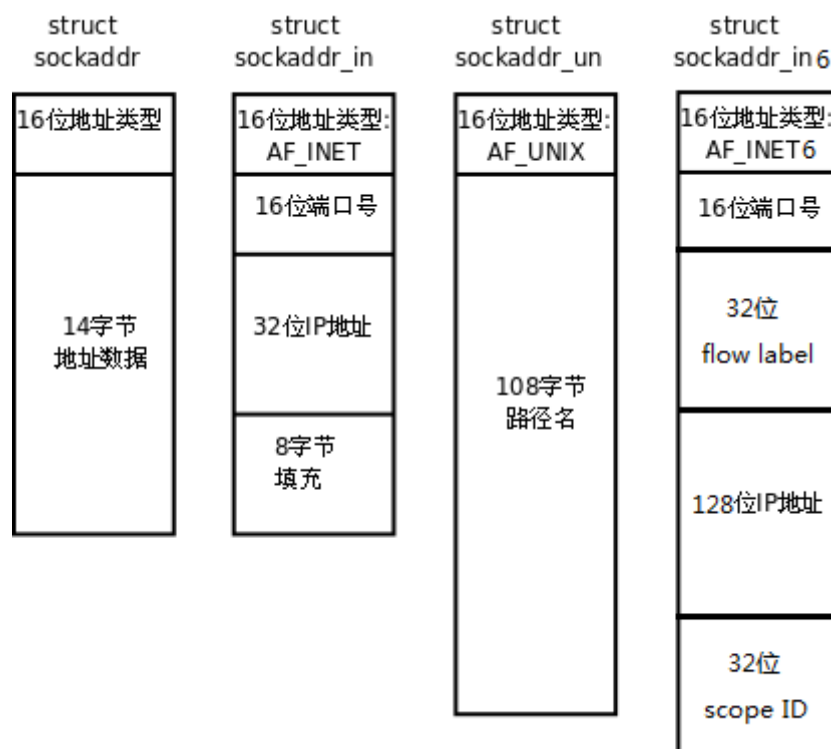 struct
sockaddr
16位地址类型
14字节
地址数据
struct
sockaddr_in
16位地址类型:
AF_INET
16位端口号
32位IP地址
8字节
填充
struct
sockaddr_un
16位地址类型:
AF_UNIX
108字节
路径名
struct
sockaddr_in6
16位地址类型:
AF_INET6
16位端口号
32位
flow label
128位IP地址
32位
scope ID